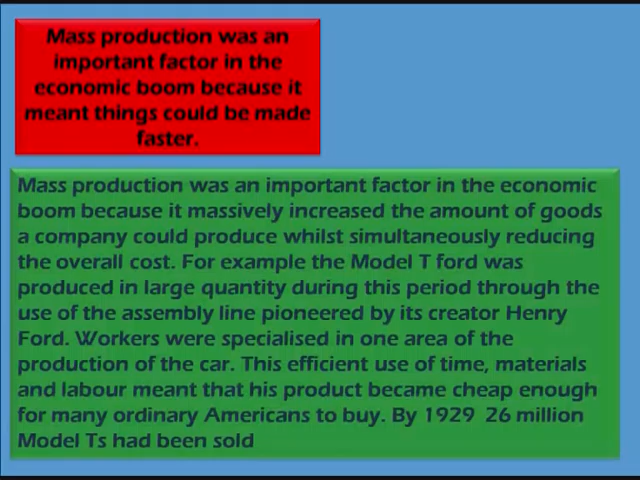 Mass production was an
important factor in the
economic boom because it
meant things could be made
faster.
Mass production was an important factor in the economic
boom because it massively increased the amount of goods
a company could produce whilst simultaneously reducing
the overall cost. For example the Model T ford was
produced in large quantity during this period through the
use of the assembly line pioneered by its creator Henry
Ford. Workers were specialised in one area of the
production of the car. This efficient use of time, materials
and labour meant that his product became cheap enough
for many ordinary Americans to buy. By 1929  26 million
Model Ts had been sold